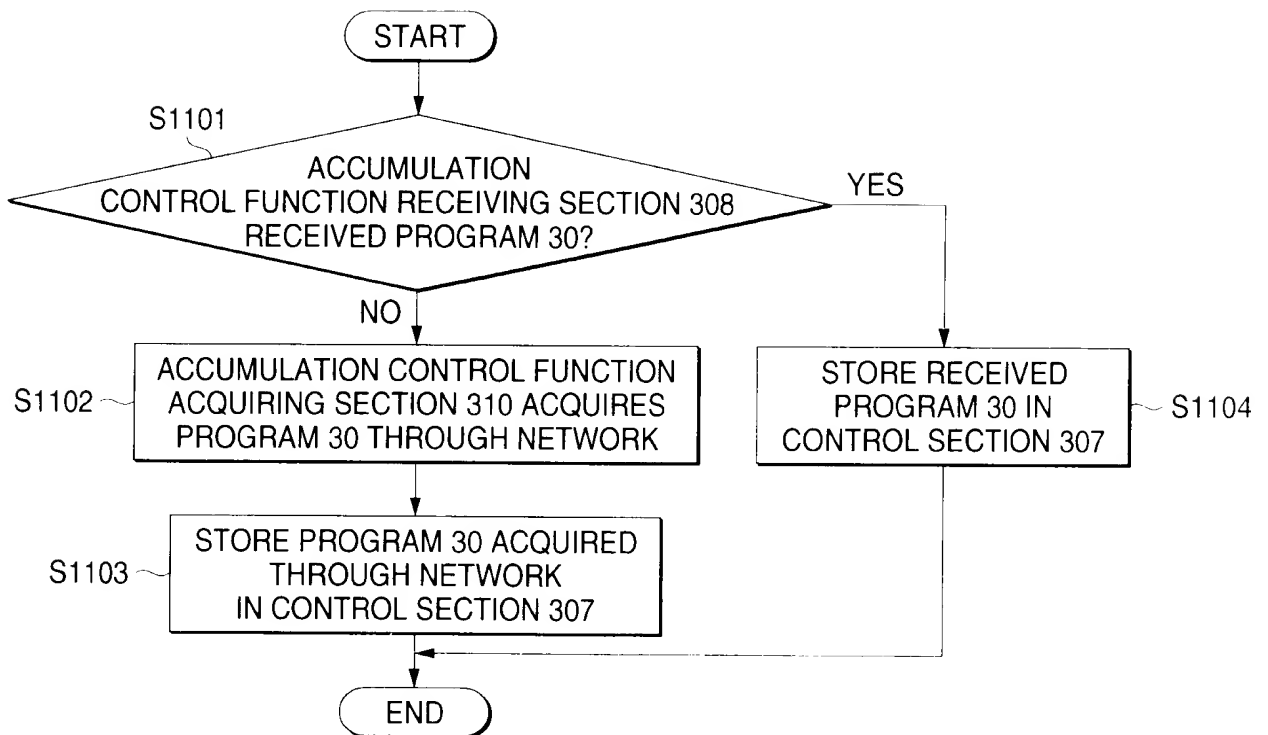 START
S1101
ACCUMULATION
CONTROL FUNCTION RECEIVING SECTION 308
RECEIVED PROGRAM 30?
YES
NO
S1102
ACCUMULATION CONTROL FUNCTION
ACQUIRING SECTION 310 ACQUIRES
PROGRAM 30 THROUGH NETWORK
STORE RECEIVED
PROGRAM 30 IN
CONTROL SECTION 307
S1104
S1103
STORE PROGRAM 30 ACQUIRED
THROUGH NETWORK
IN CONTROL SECTION 307
END